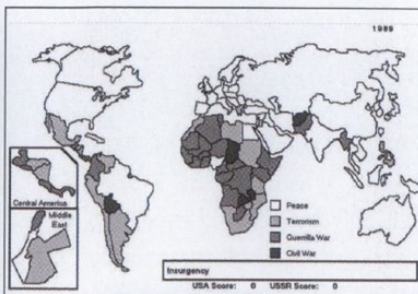 1989
Central America
Middle
East
Peace
Terrorism
Guerrilla War
Civil War
Insurgency
USA Score: 0 USSR Score: 0